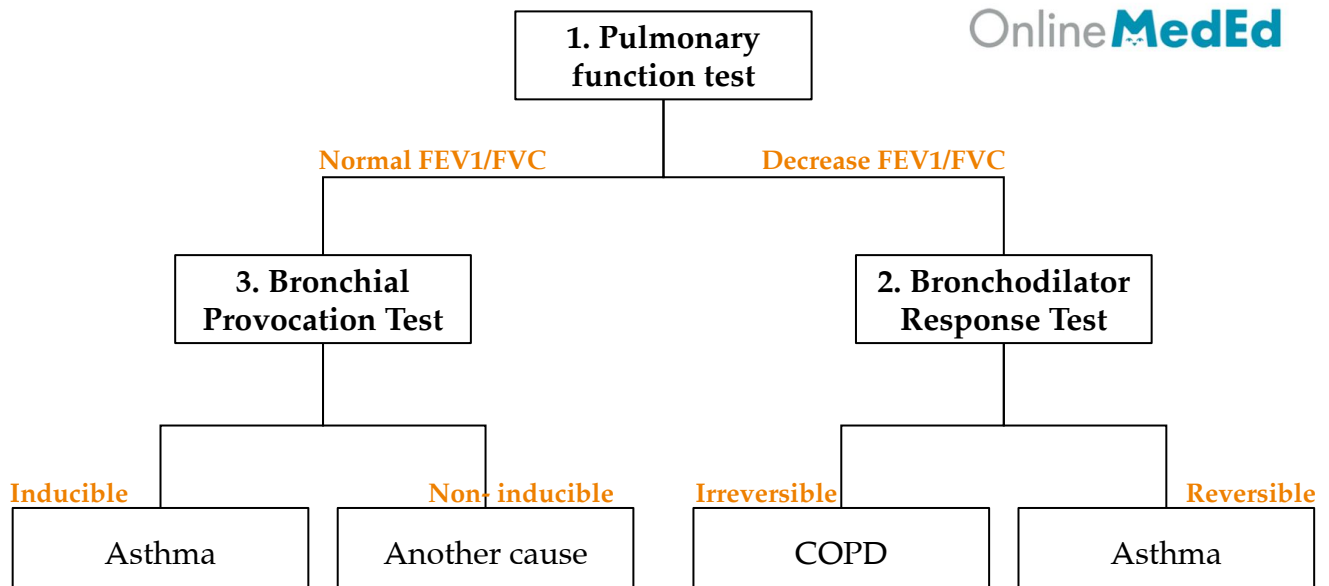 OnlineMedEd
1. Pulmonary
function test
Normal FEV1/FVC
Decrease FEV1/FVC
3. Bronchial
Provocation Test
2. Bronchodilator
Response Test
Inducible
Non- inducible
Irreversible
Reversible
Asthma
Another cause
COPD
Asthma